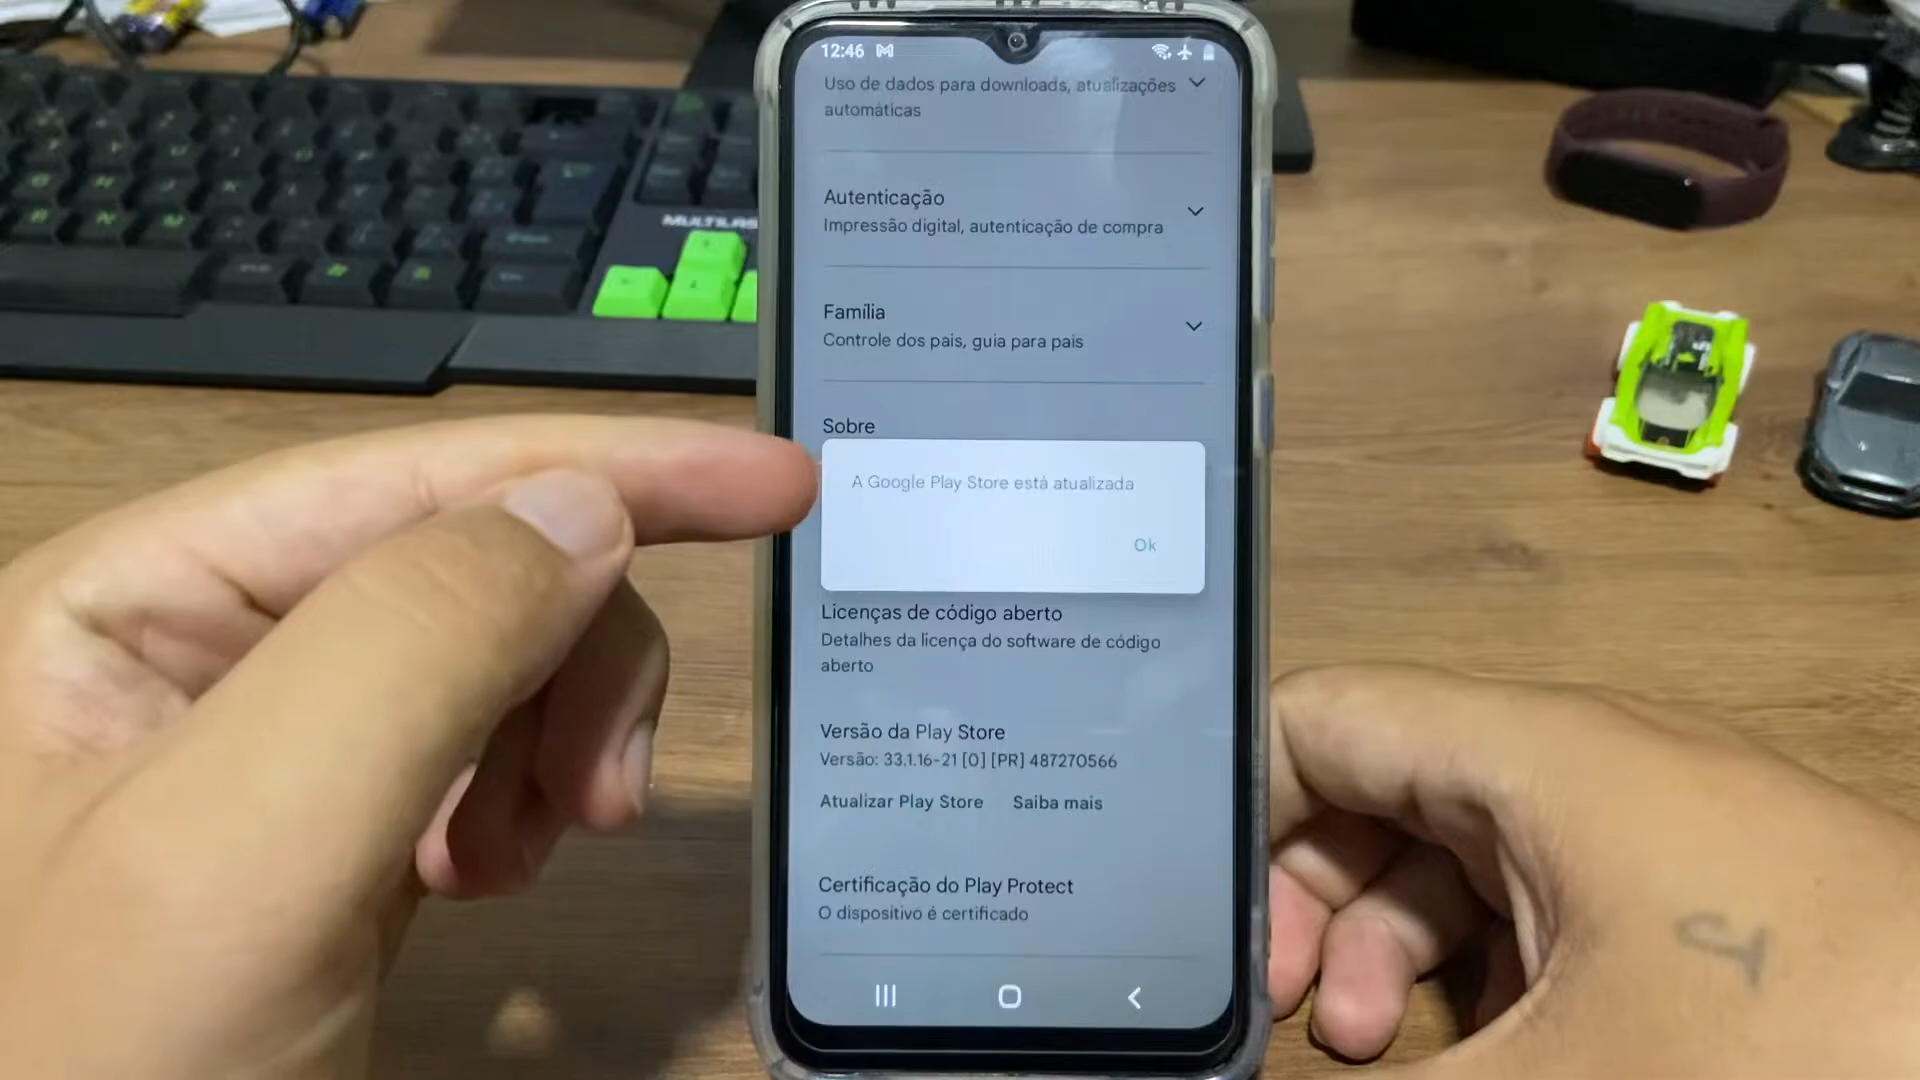 12:46
Uso de dados para downloads, atualizações
automáticas
Autenticação
Impressão digital, autenticação de compra
Família
Controle dos pais, guia para pais
Sobre
A Google Play Store está atualizada
Ok
Licenças de código aberto
Detalhes da licença do software de código
aberto
Versão da Play Store
Versão: 33.1.16-21 [0] [PR] 487270566
Atualizar Play Store Saiba mais
Certificação do Play Protect
O dispositivo é certificado
MULTILAS